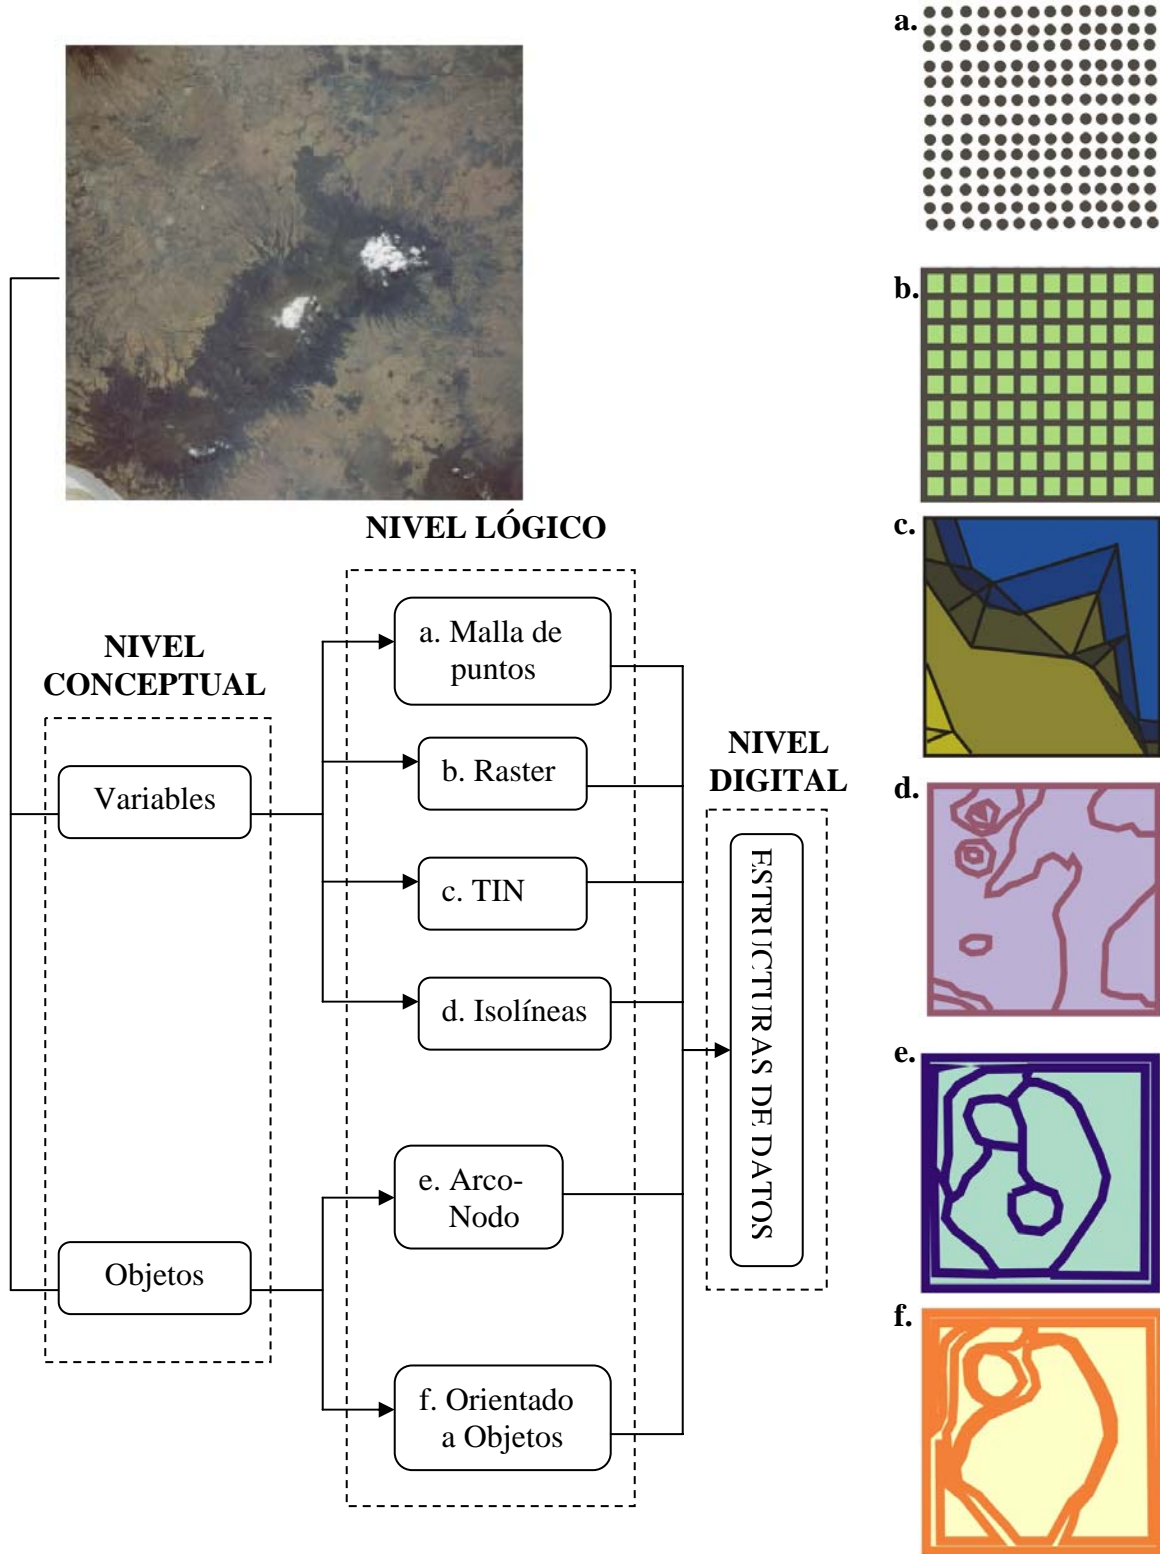 a.
b.
c.
d.
e.
f.
NIVEL LÓGICO
NIVEL
CONCEPTUAL
Variables
Objetos
a. Malla de
puntos
b. Raster
c. TIN
d. Isolíneas
e. Arco-
Nodo
f. Orientado
a Objetos
NIVEL
DIGITAL
ESTRUCTURAS DE DATOS